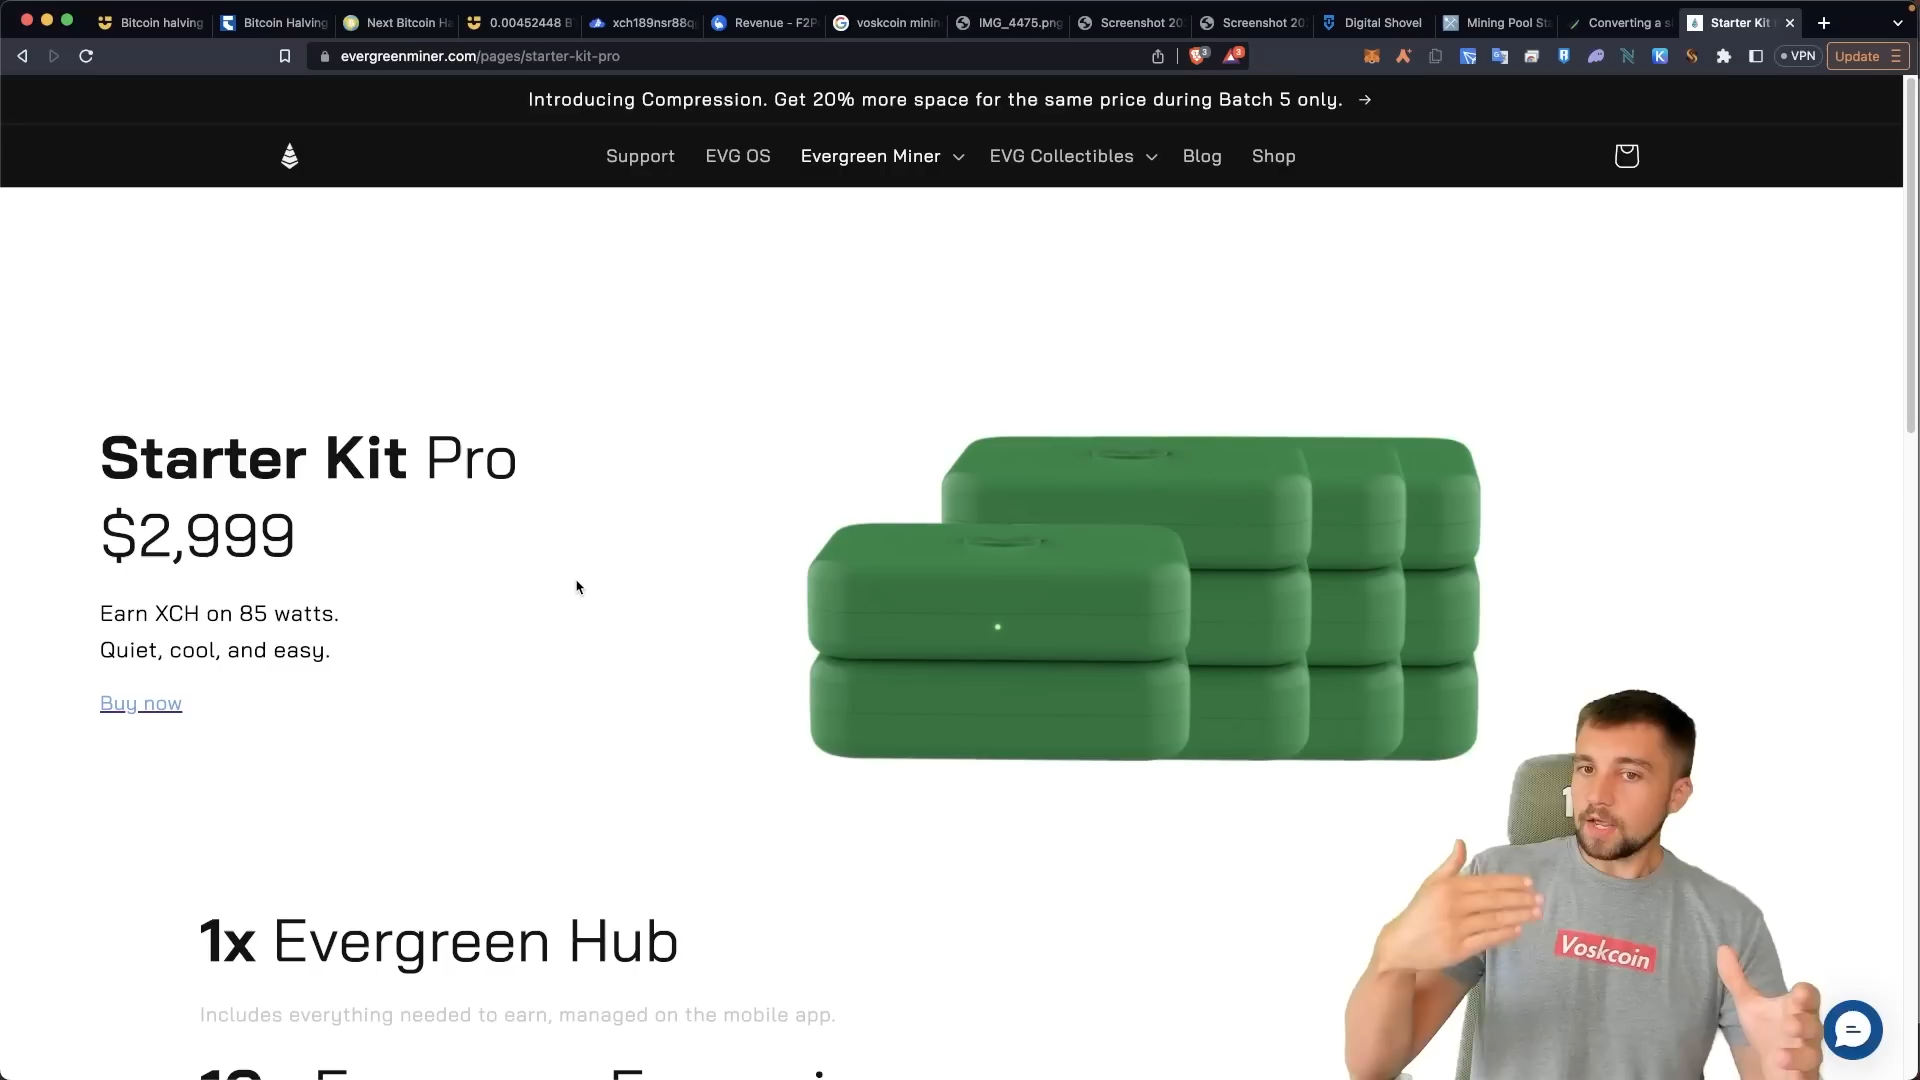 Bitcoin halving
Bitcoin Halving
Next Bitcoin Ha
0.00452448 B
xch189nsr88q
Revenue - F2P
voskcoin minin
IMG_4475.png
Screenshot 20
Screenshot 20
Digital Shovel
Mining Pool St
Converting a s
Starter Kit
evergreenminer.com/pages/starter-kit-pro
3
3
VPN
Update
Introducing Compression. Get 20% more space for the same price during Batch 5 only. →
Support
EVG OS
Evergreen Miner
EVG Collectibles
Blog
Shop
Starter Kit Pro
$2,999
Earn XCH on 85 watts.
Quiet, cool, and easy.
Buy now
1x Evergreen Hub
Includes everything needed to earn, managed on the mobile app.
Voskcoin